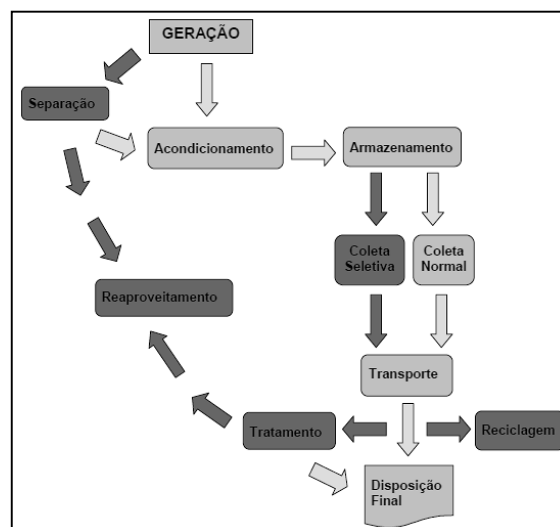 GERAÇÃO
Separação
Acondicionamento
Armazenamento
Coleta
Seletiva
Coleta
Normal
Reaproveitamento
Transporte
Tratamento
Reciclagem
Disposição
Final